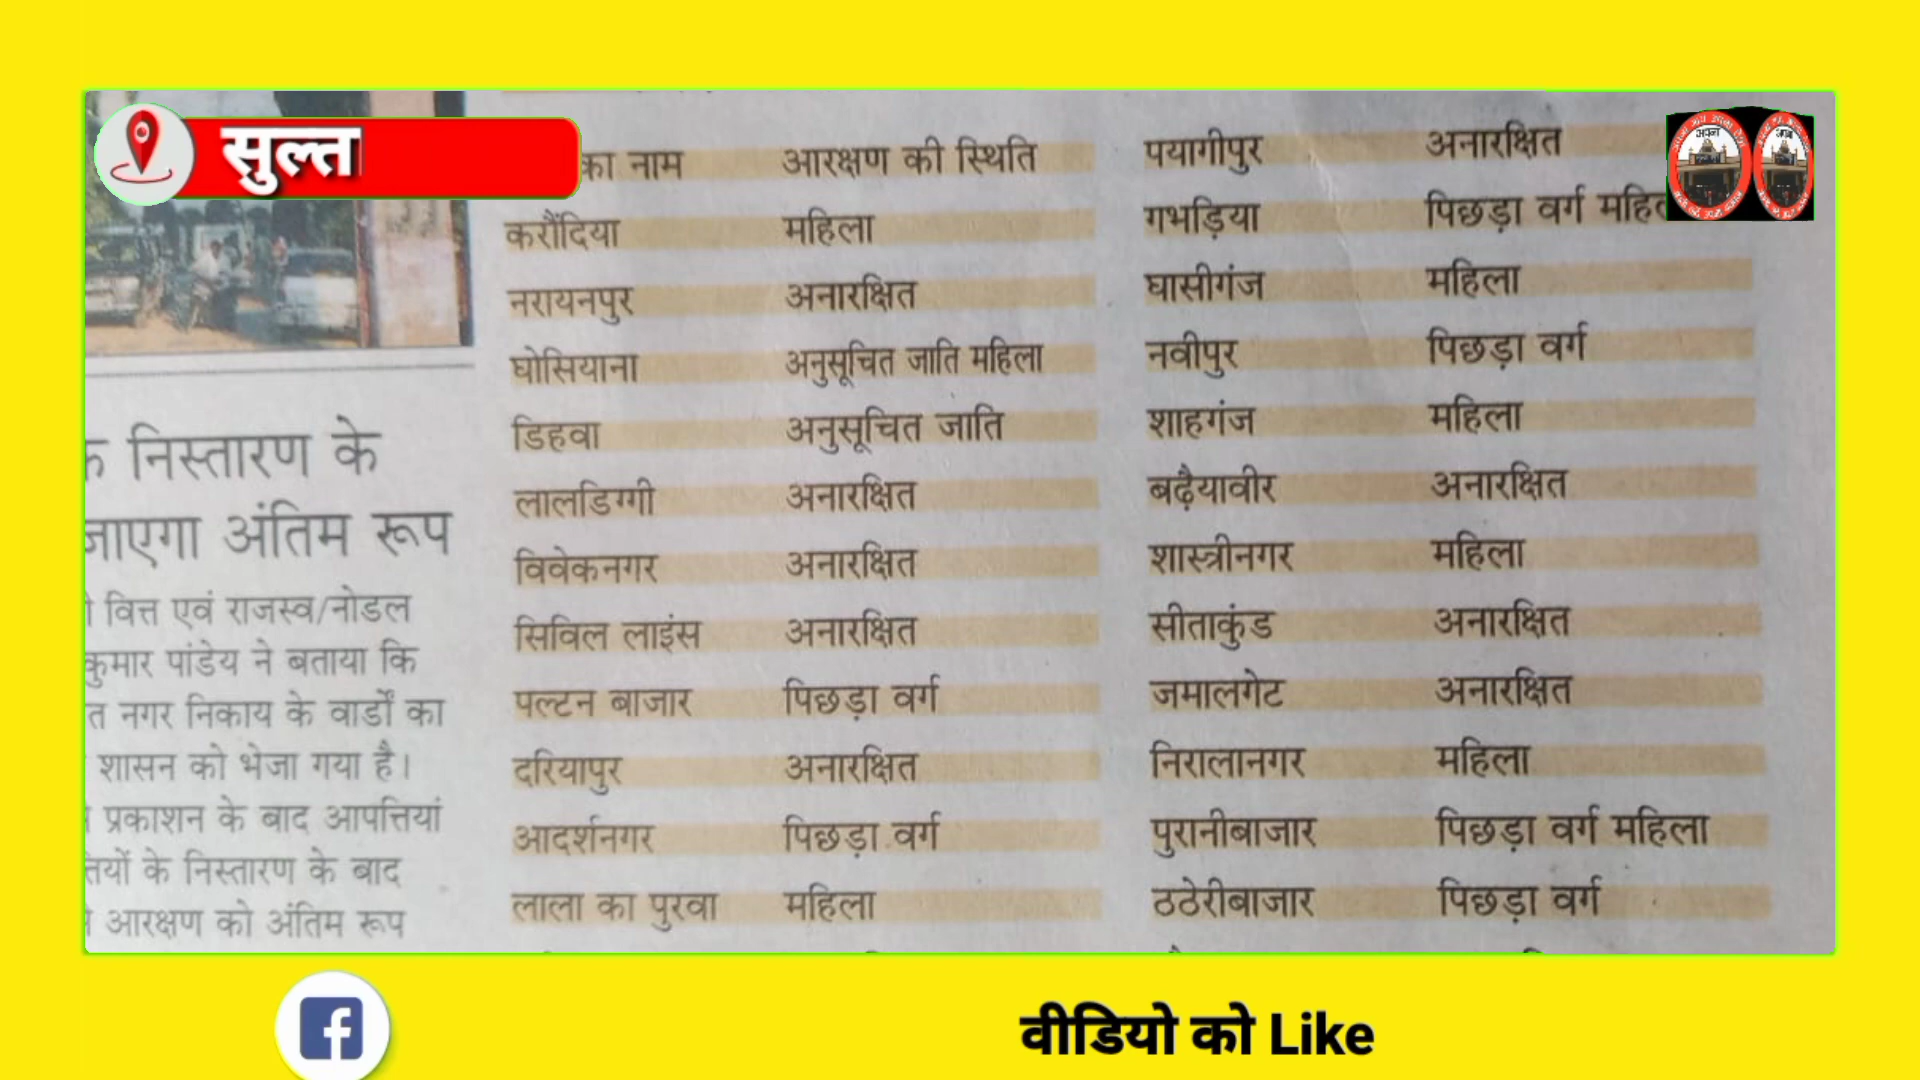 सुल्त
का नाम आरक्षण की स्थिति
करौंदिया महिला
नरायनपुर अनारक्षित
घोसियाना अनुसूचित जाति महिला
डिहवा अनुसूचित जाति
लालडिग्गी अनारक्षित
विवेकनगर अनारक्षित
सिविल लाइंस अनारक्षित
पल्टन बाजार पिछड़ा वर्ग
दरियापुर अनारक्षित
आदर्शनगर पिछड़ा वर्ग
लाला का पुरवा महिला
पयागीपुर अनारक्षित
गभड़िया पिछड़ा वर्ग
घासीगंज महिला
नवीपुर पिछड़ा वर्ग
शाहगंज महिला
बढ़ैयावीर अनारक्षित
शास्त्रीनगर महिला
सीताकुंड अनारक्षित
जमालगेट अनारक्षित
निरालानगर महिला
पुरानीबाजार पिछड़ा वर्ग महिला
ठठेरीबाजार पिछड़ा वर्ग
निस्तारण के
जाएगा अंतिम रूप
वित्त एवं राजस्व/नोडल
कुमार पांडेय ने बताया कि
त नगर निकाय के वार्डों का
शासन को भेजा गया है।
प्रकाशन के बाद आपत्तियां
के निस्तारण के बाद
आरक्षण को अंतिम रूप
वीडियो को Like